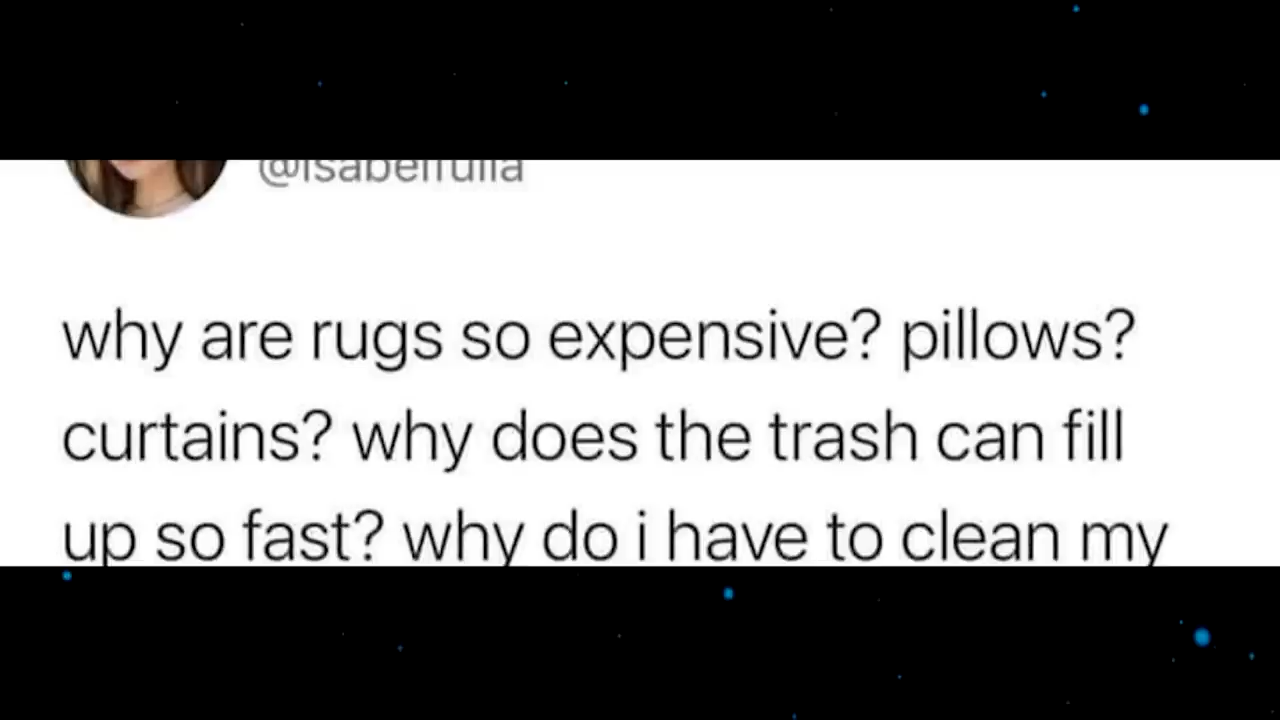 why are rugs so expensive? pillows?
curtains? why does the trash can fill
up so fast? why do i have to clean my